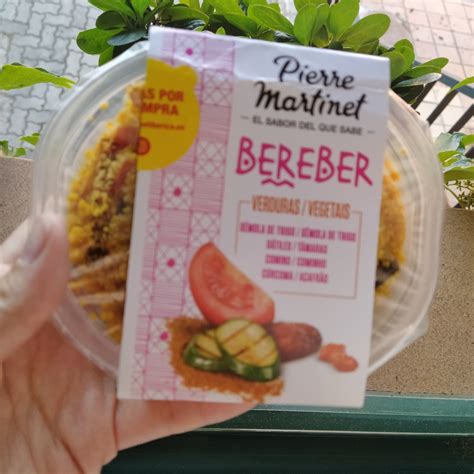 AS POR
MPRA
Pierre
Martinet
EL SABOR DEL QUE SABE
BEREBER
VERDURAS / VEGETAIS
SÉMOLA DE TRIGO / SÊMOLA DE TRIGO
DÁTILES / TÂMARAS
COMINO / COMINHO
CÚRCUMA / AÇAFRÃO